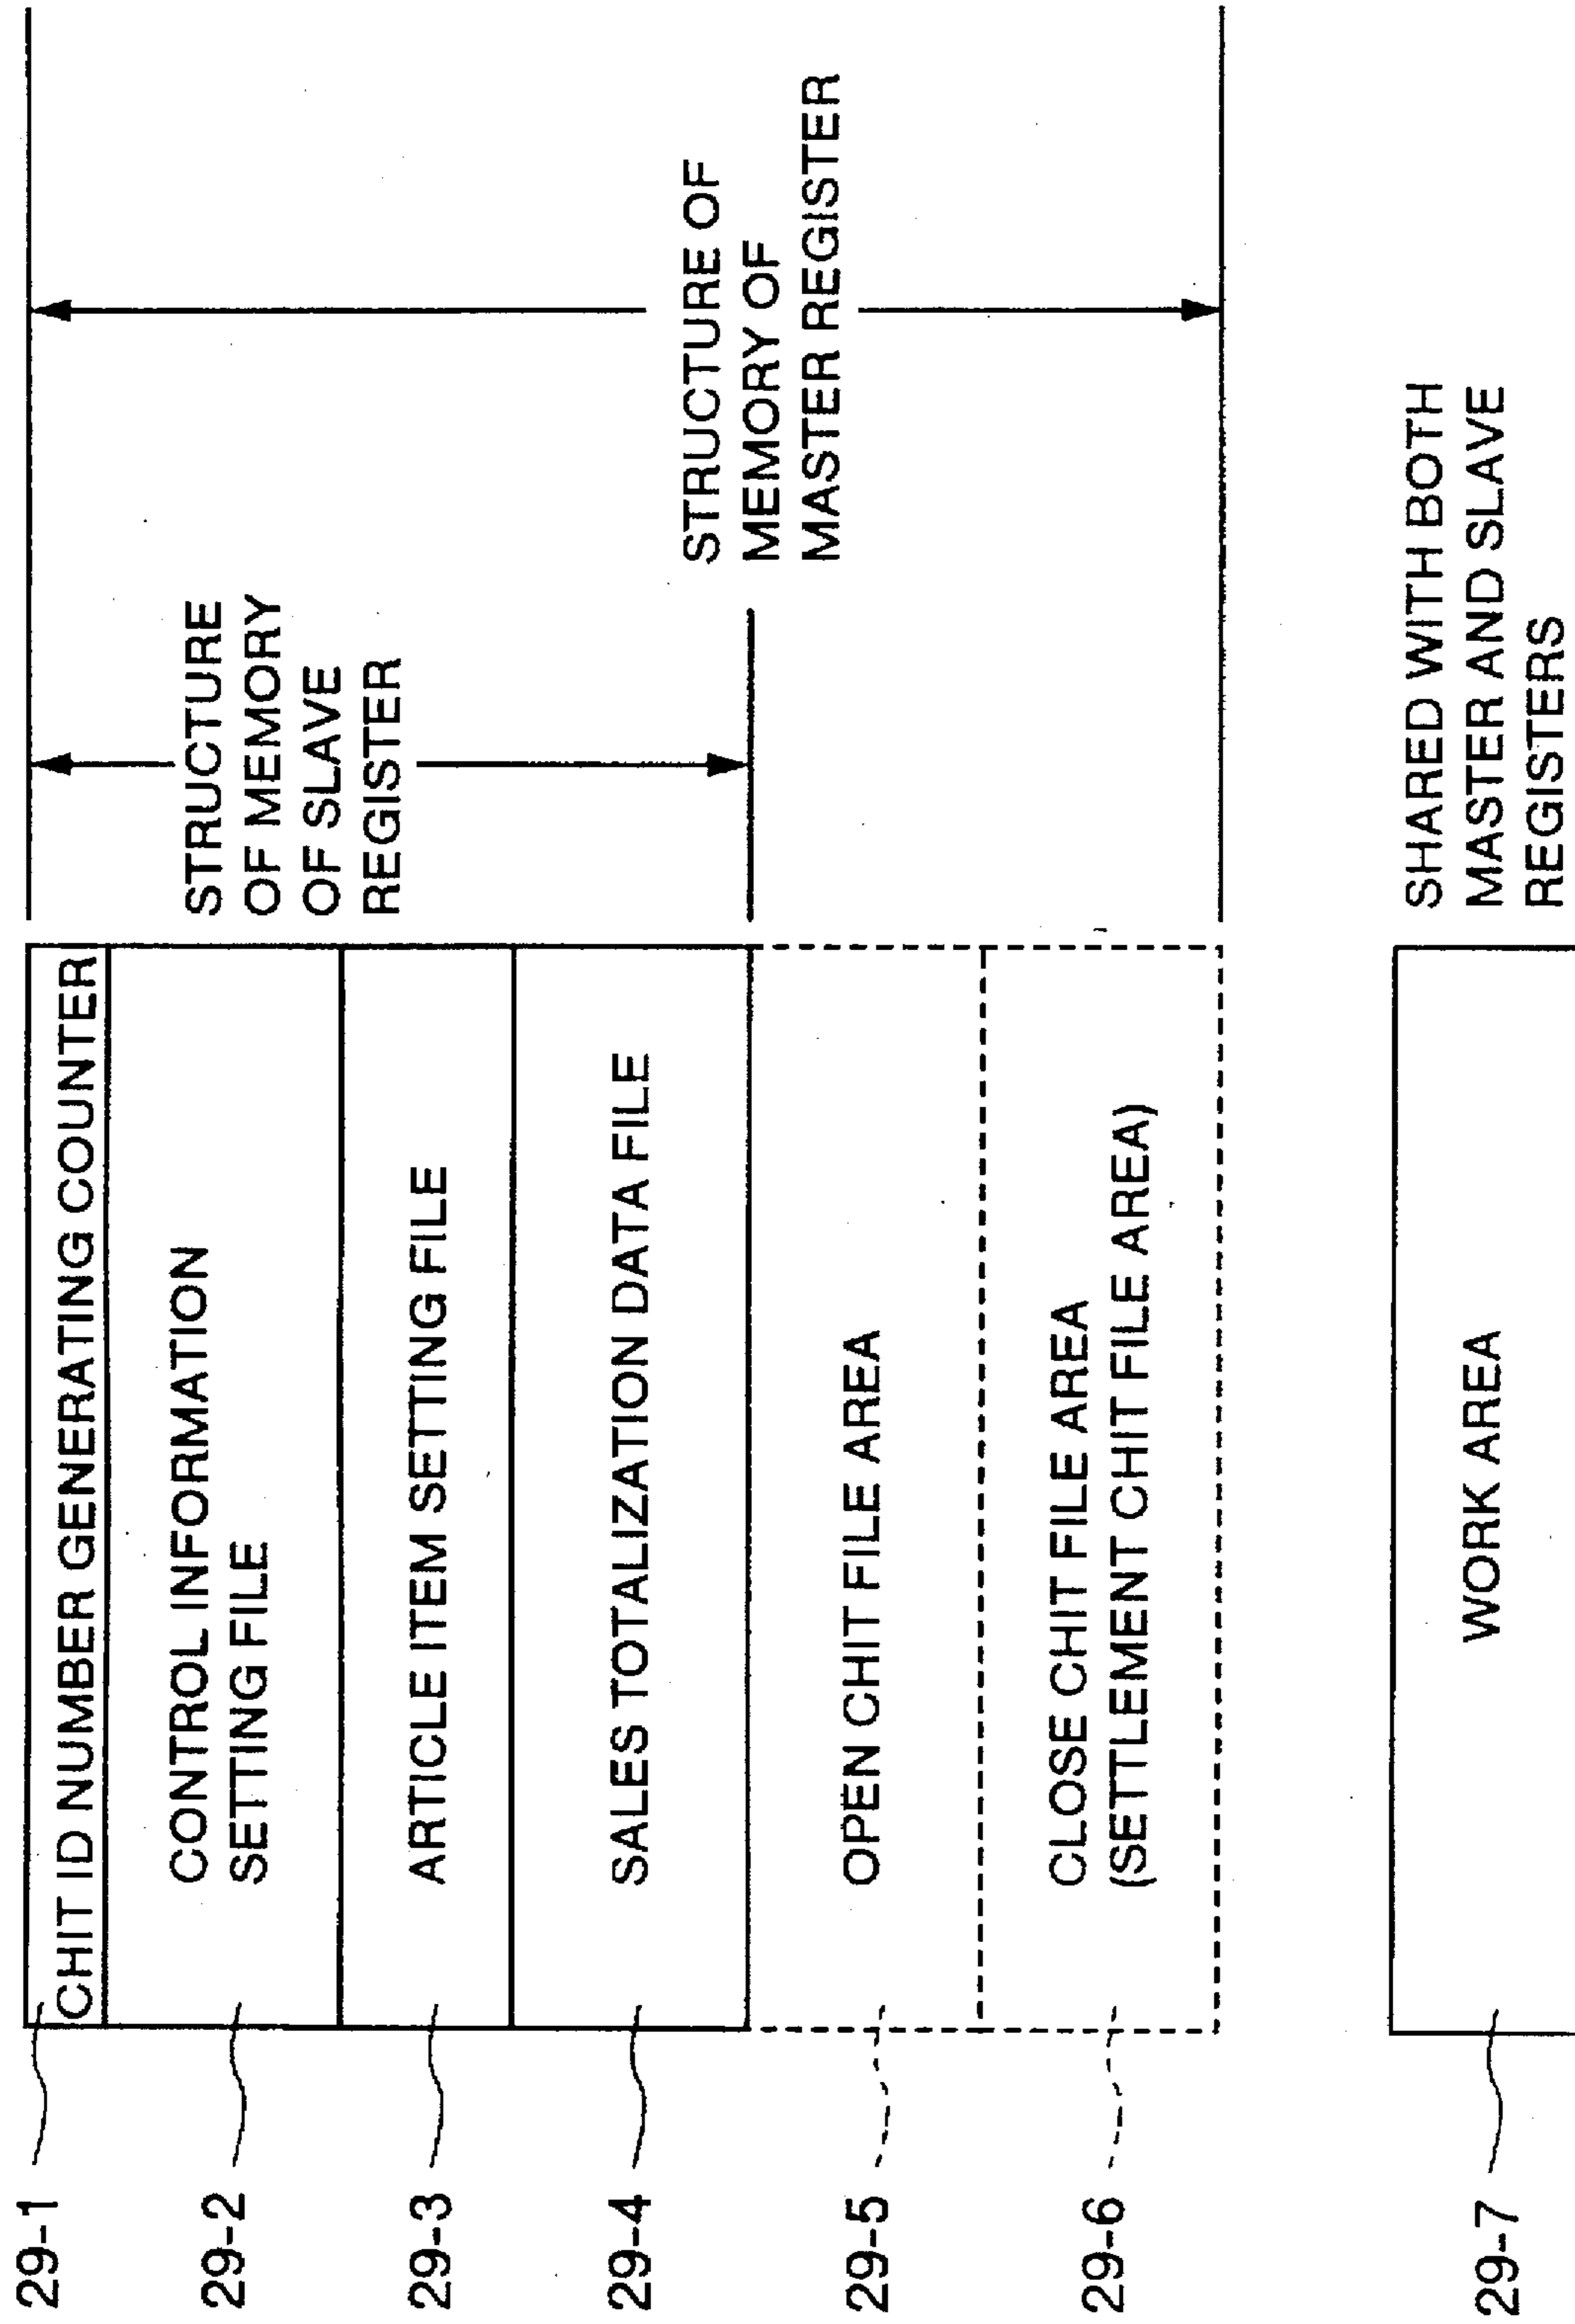 29-1
CHIT ID NUMBER GENERATING COUNTER
29-2
CONTROL INFORMATION
SETTING FILE
29-3
ARTICLE ITEM SETTING FILE
29-4
SALES TOTALIZATION DATA FILE
29-5
OPEN CHIT FILE AREA
29-6
CLOSE CHIT FILE AREA
(SETTLEMENT CHIT FILE AREA)
29-7
WORK AREA
STRUCTURE
OF MEMORY
OF SLAVE
REGISTER
STRUCTURE OF
MEMORY OF
MASTER REGISTER
SHARED WITH BOTH
MASTER AND SLAVE
REGISTERS